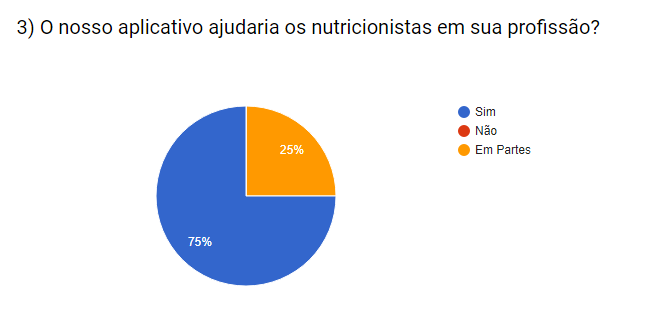 3) O nosso aplicativo ajudaria os nutricionistas em sua profissão?
Sim
Não
Em Partes
25%
75%